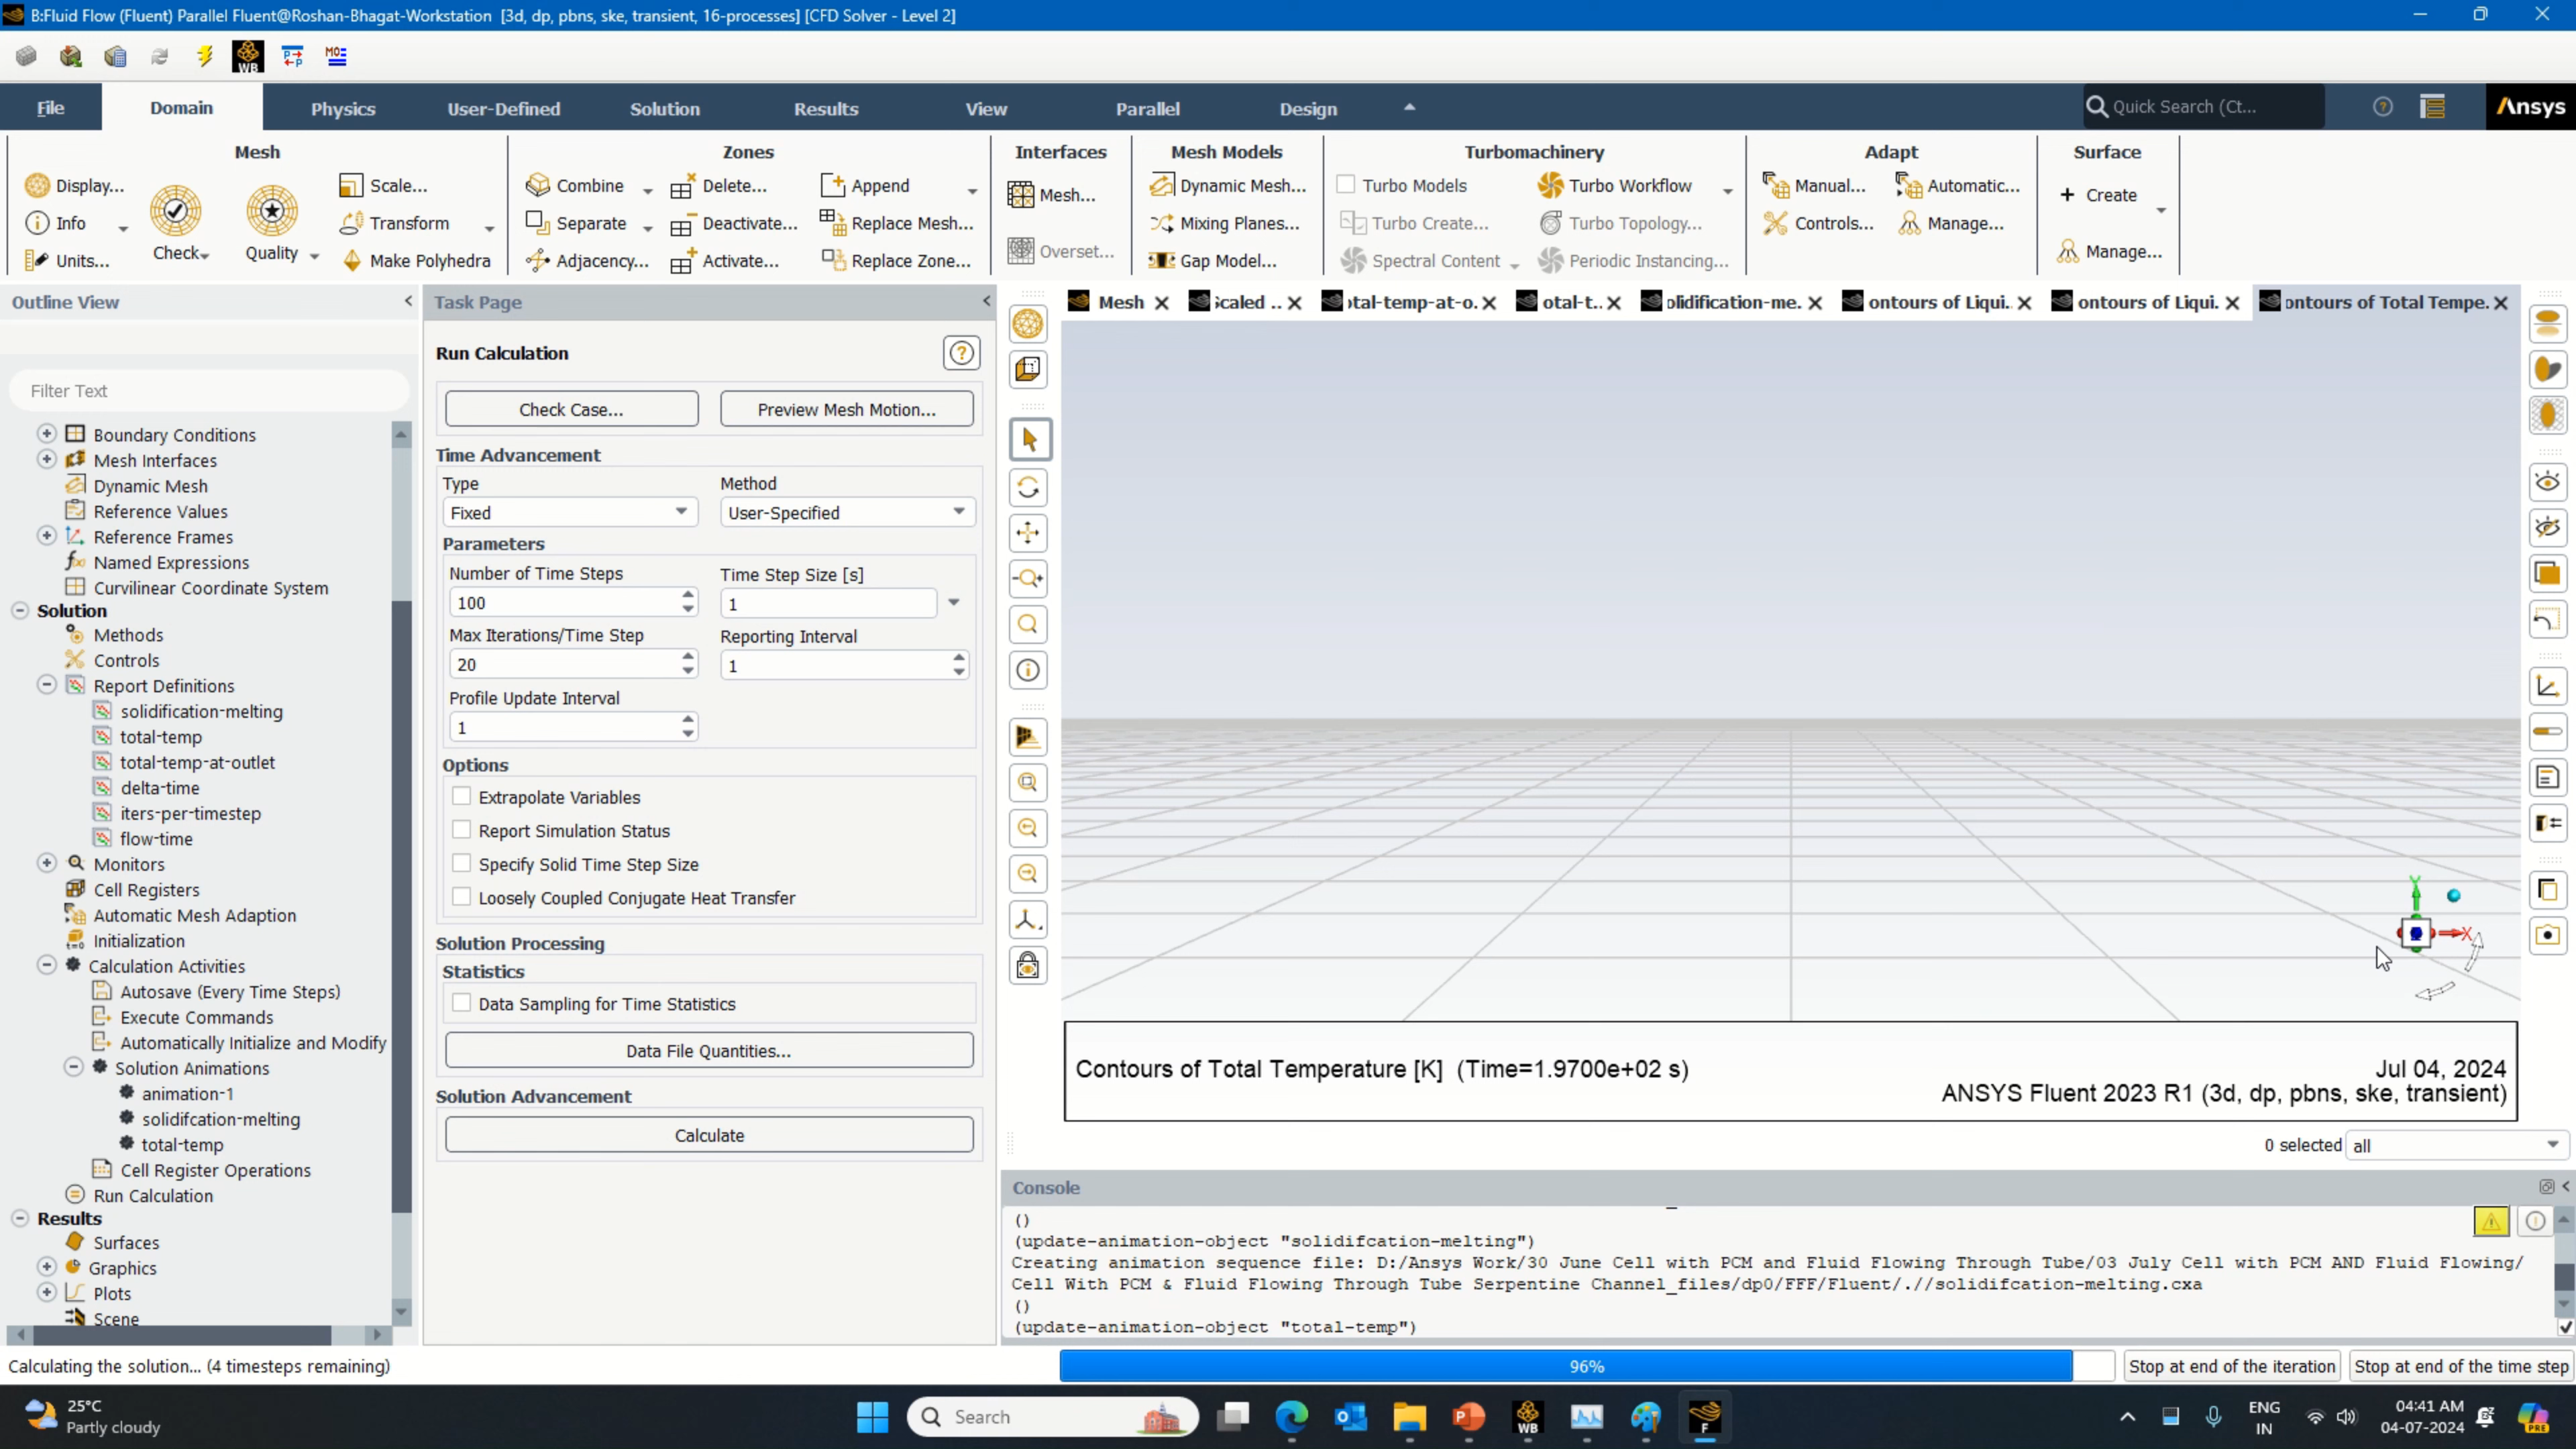 B:Fluid Flow (Fluent) Parallel Fluent@Roshan-Bhagat-Workstation [3d, dp, pbns, ske, transient, 16-processes] [CFD Solver - Level 2]
WB
MO
File
Domain
Physics
User-Defined
Solution
Results
View
Parallel
Design
Quick Search (Ct...
Ansys
Mesh
Display...
Info
Units...
Check
Quality
Scale...
Transform
Make Polyhedra
Zones
Combine
Separate
Adjacency...
Delete...
Deactivate...
Activate...
Append
Replace Mesh...
Replace Zone...
Interfaces
Mesh...
Overset...
Mesh Models
Dynamic Mesh...
Mixing Planes...
Gap Model...
Turbomachinery
Turbo Models
Turbo Create...
Spectral Content
Turbo Workflow
Turbo Topology...
Periodic Instancing...
Adapt
Manual...
Controls...
Automatic...
Manage...
Surface
Create
Manage...
Outline View
Filter Text
Boundary Conditions
Mesh Interfaces
Dynamic Mesh
Reference Values
Reference Frames
Named Expressions
Curvilinear Coordinate System
Solution
Methods
Controls
Report Definitions
solidification-melting
total-temp
total-temp-at-outlet
delta-time
iters-per-timestep
flow-time
Monitors
Cell Registers
Automatic Mesh Adaption
Initialization
Calculation Activities
Autosave (Every Time Steps)
Execute Commands
Automatically Initialize and Modify
Solution Animations
animation-1
solidifcation-melting
total-temp
Cell Register Operations
Run Calculation
Results
Surfaces
Graphics
Plots
Scene
Task Page
Run Calculation
Check Case...
Preview Mesh Motion...
Time Advancement
Type
Method
Fixed
User-Specified
Parameters
Number of Time Steps
Time Step Size [s]
100
1
Max Iterations/Time Step
Reporting Interval
20
1
Profile Update Interval
1
Options
Extrapolate Variables
Report Simulation Status
Specify Solid Time Step Size
Loosely Coupled Conjugate Heat Transfer
Solution Processing
Statistics
Data Sampling for Time Statistics
Data File Quantities...
Solution Advancement
Calculate
Mesh
caled ..
tal-temp-at-o.
otal-t..
olidification-me.
ontours of Liqui..
ontours of Liqui.
ontours of Total Tempe.
Y
X
Contours of Total Temperature [K] (Time=1.9700e+02 s)
Jul 04, 2024
ANSYS Fluent 2023 R1 (3d, dp, pbns, ske, transient)
0 selected
all
Console
()
(update-animation-object "solidifcation-melting")
Creating animation sequence file: D:/Ansys Work/30 June Cell with PCM and Fluid Flowing Through Tube/03 July Cell with PCM AND Fluid Flowing/
Cell With PCM & Fluid Flowing Through Tube Serpentine Channel_files/dp0/FFF/Fluent/.//solidifcation-melting.cxa
()
(update-animation-object "total-temp")
Calculating the solution... (4 timesteps remaining)
96%
Stop at end of the iteration
Stop at end of the time step
25°C
Partly cloudy
Search
WB
F
ENG
IN
04:41 AM
04-07-2024
PRE